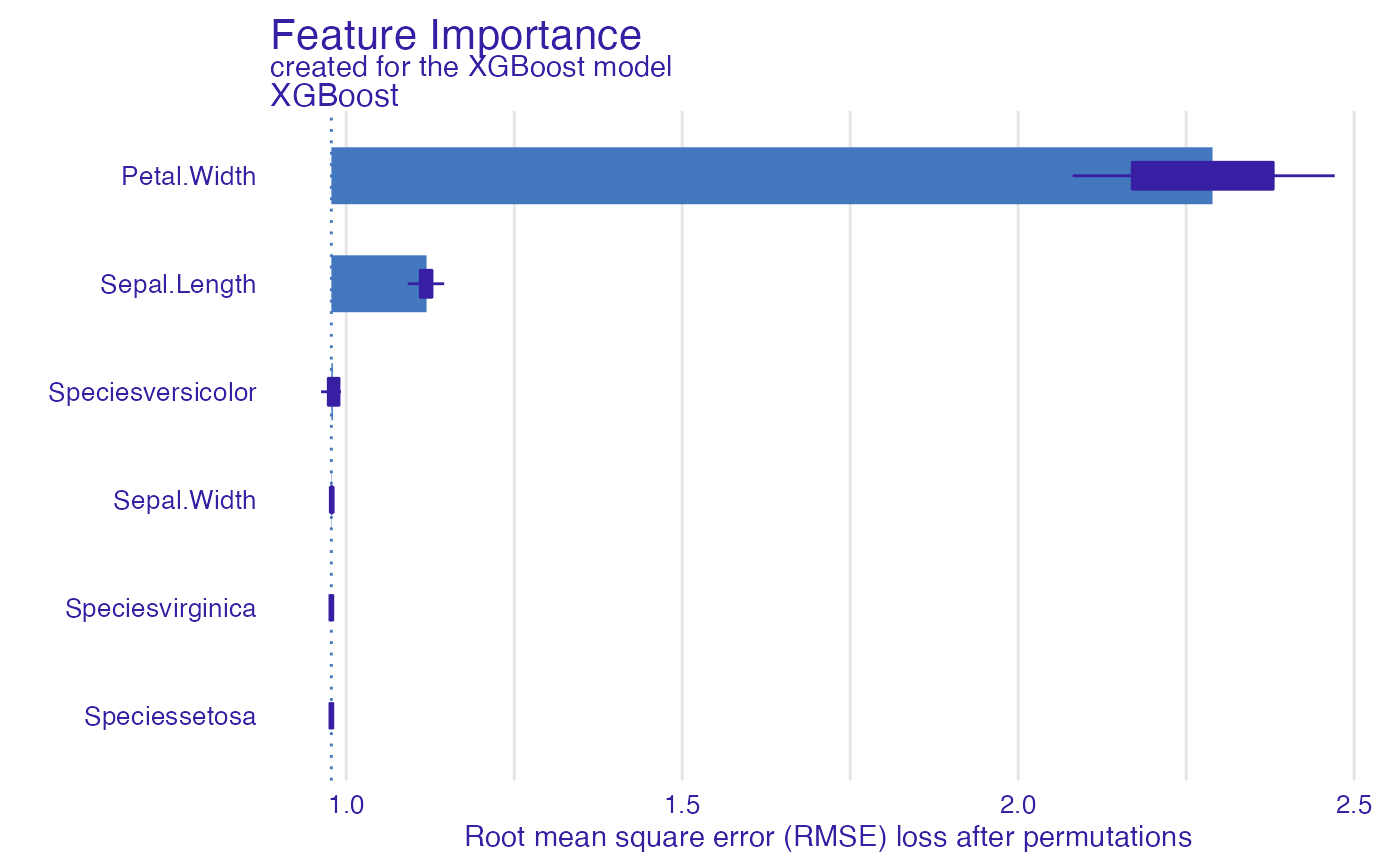 Feature Importance
created for the XGBoost model
XGBoost
Petal.Width
Sepal.Length
Speciesversicolor
Sepal.Width
Speciesvirginica
Speciessetosa
1.0 1.5 2.0 2.5
Root mean square error (RMSE) loss after permutations